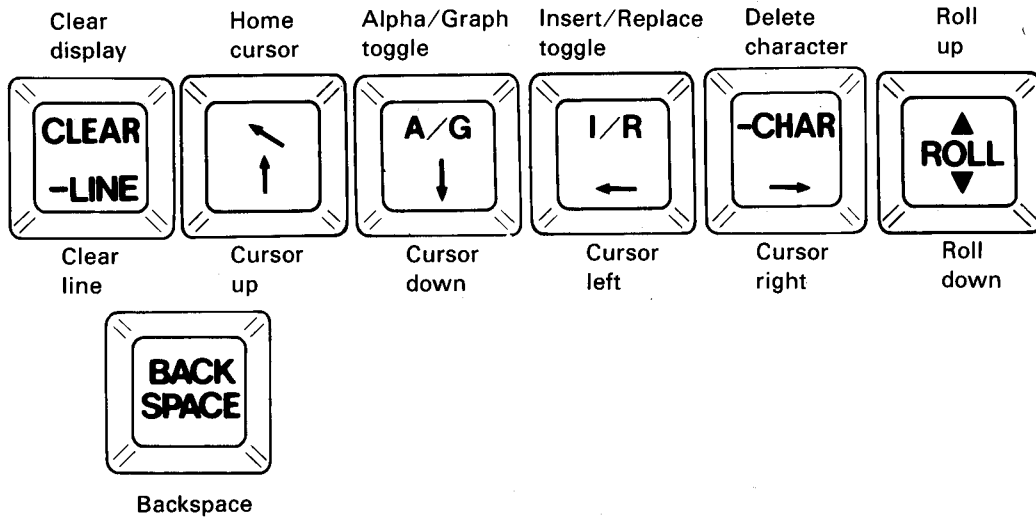 Clear Home Alpha/Graph Insert/Replace Delete Roll
display cursor toggle toggle character up
CLEAR A/G I/R -CHAR ROLL
-LINE
Clear Cursor Cursor Cursor Cursor Roll
line up down left right down
BACK
SPACE
Backspace